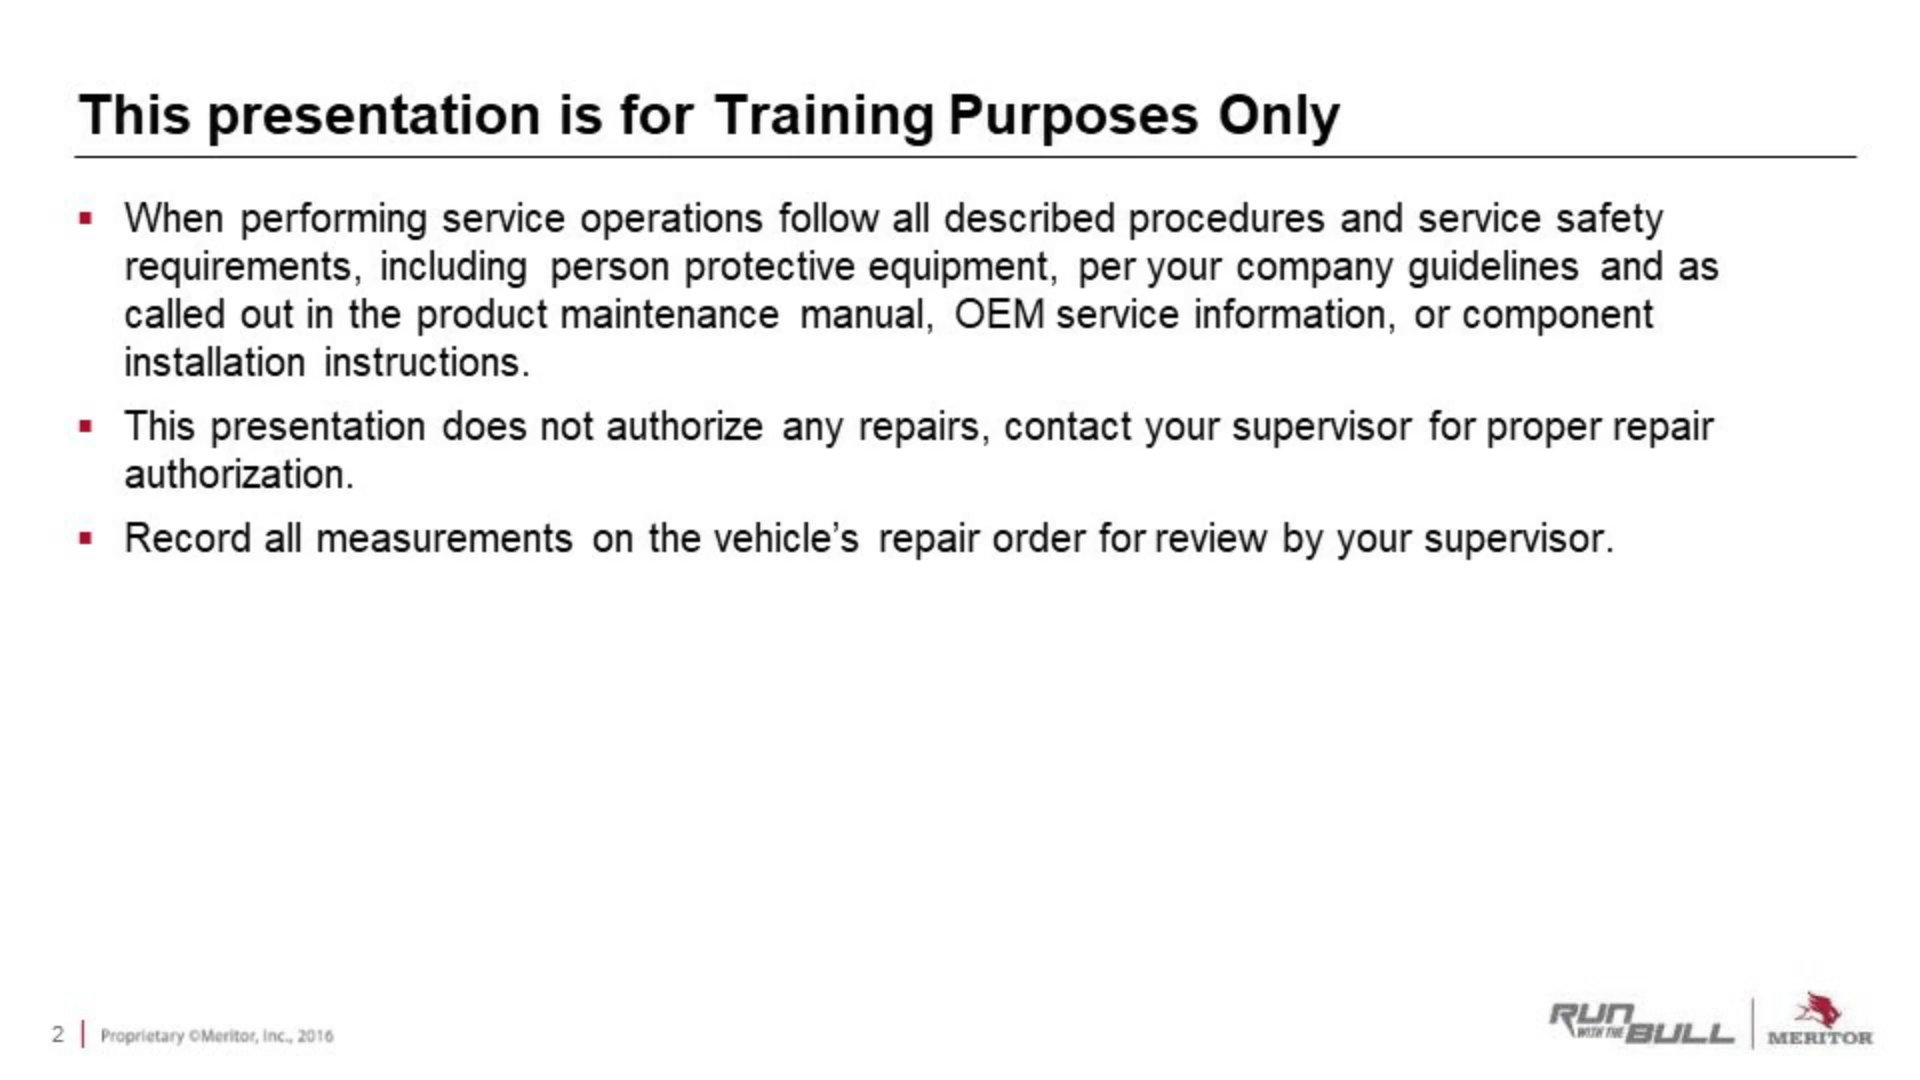 This presentation is for Training Purposes Only
▪ When performing service operations follow all described procedures and service safety
requirements, including person protective equipment, per your company guidelines and as
called out in the product maintenance manual, OEM service information, or component
installation instructions.
▪ This presentation does not authorize any repairs, contact your supervisor for proper repair
authorization.
▪ Record all measurements on the vehicle’s repair order for review by your supervisor.
2 | Proprietary ©Meritor, Inc., 2016
RUN
WITH THE BULL
MERITOR